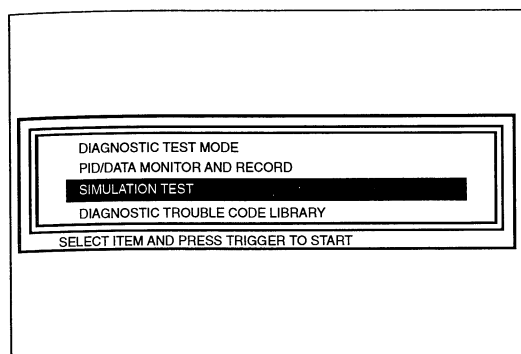 DIAGNOSTIC TEST MODE
PID/DATA MONITOR AND RECORD
SIMULATION TEST
DIAGNOSTIC TROUBLE CODE LIBRARY
SELECT ITEM AND PRESS TRIGGER TO START